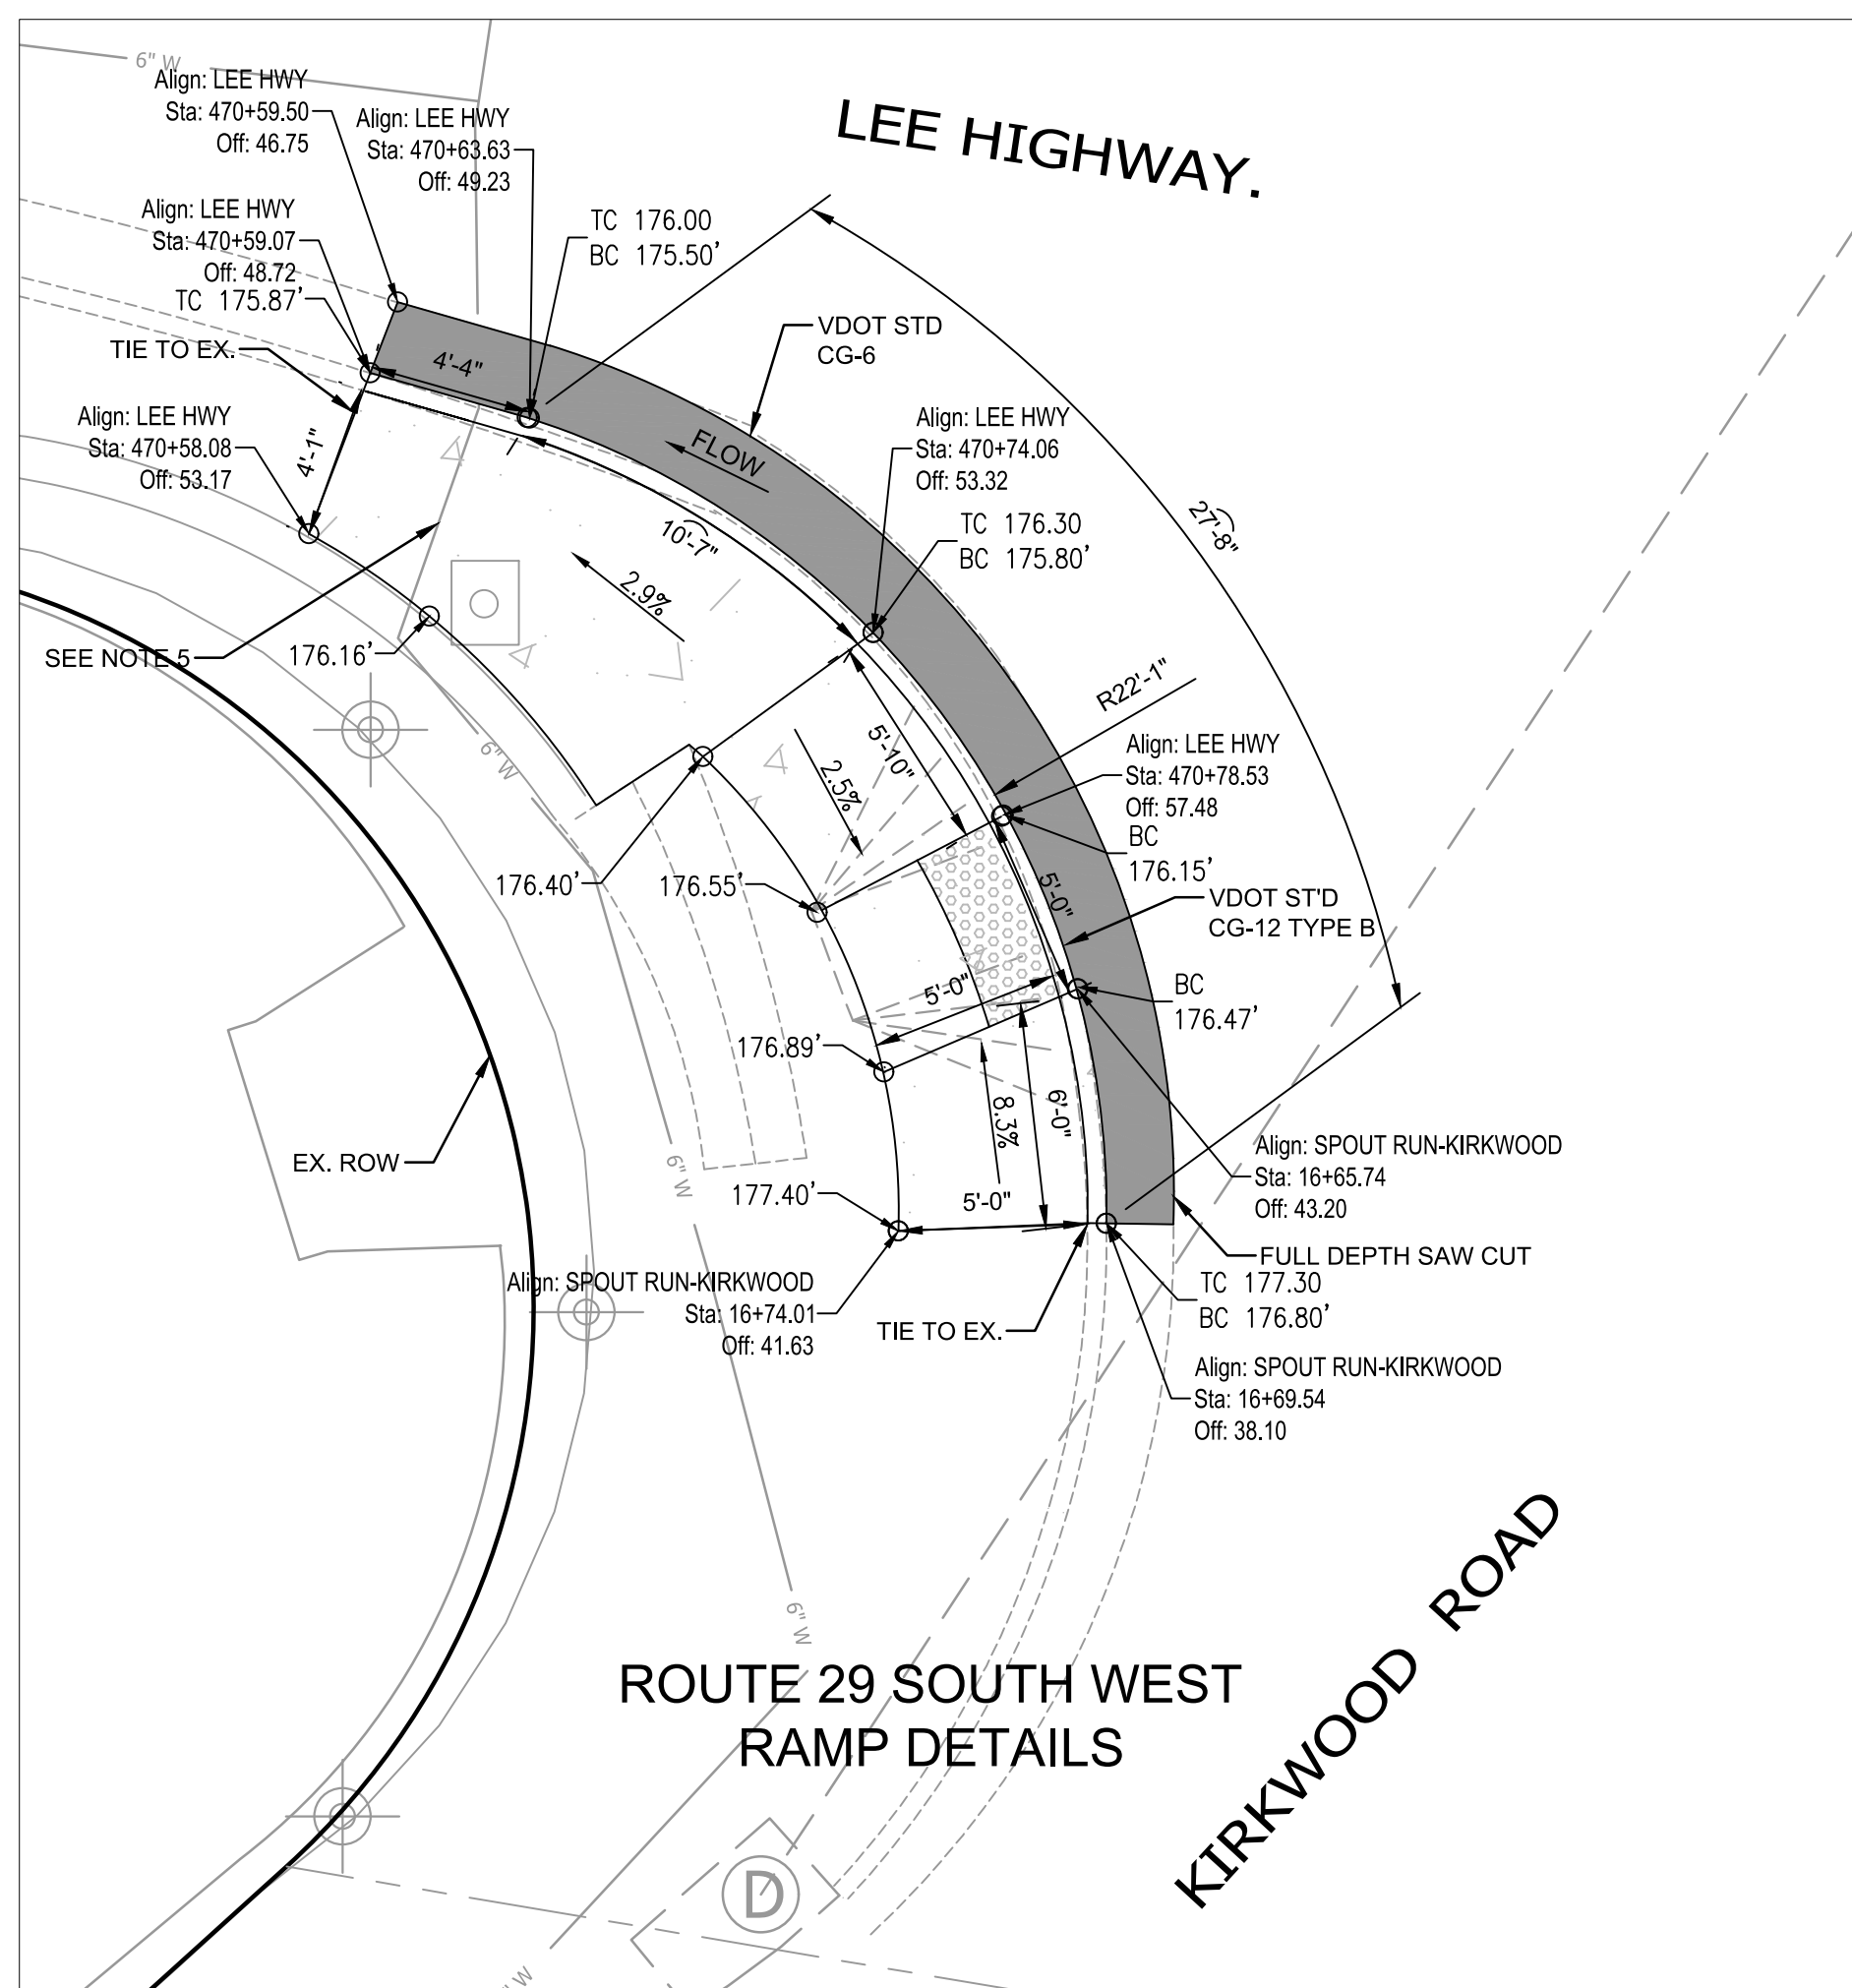 6" W
Align: LEE HWY
Sta: 470+59.50
Off: 46.75
Align: LEE HWY
Sta: 470+63.63
Off: 49.23
LEE HIGHWAY.
Align: LEE HWY
Sta: 470+59.07
Off: 48.72
TC 175.87'
TC 176.00
BC 175.50'
TIE TO EX.
4'-4"
VDOT STD
CG-6
Align: LEE HWY
Sta: 470+58.08
Off: 53.17
4'-1"
FLOW
Align: LEE HWY
Sta: 470+74.06
Off: 53.32
TC 176.30
BC 175.80'
27'-8"
10'-7"
2.9%
SEE NOTE 5
176.16'
R22'-1"
6" W
5'-10"
2.5%
Align: LEE HWY
Sta: 470+78.53
Off: 57.48
BC
176.15'
176.40'
176.55'
5'-0"
VDOT ST'D
CG-12 TYPE B
5'-0"
BC
176.47'
176.89'
8.3%
6'-0"
EX. ROW
6" W
177.40'
5'-0"
Align: SPOUT RUN-KIRKWOOD
Sta: 16+65.74
Off: 43.20
FULL DEPTH SAW CUT
Align: SPOUT RUN-KIRKWOOD
Sta: 16+74.01
Off: 41.63
TIE TO EX.
TC 177.30
BC 176.80'
Align: SPOUT RUN-KIRKWOOD
Sta: 16+69.54
Off: 38.10
6" W
ROUTE 29 SOUTH WEST
RAMP DETAILS
KIRKWOOD ROAD
D
W